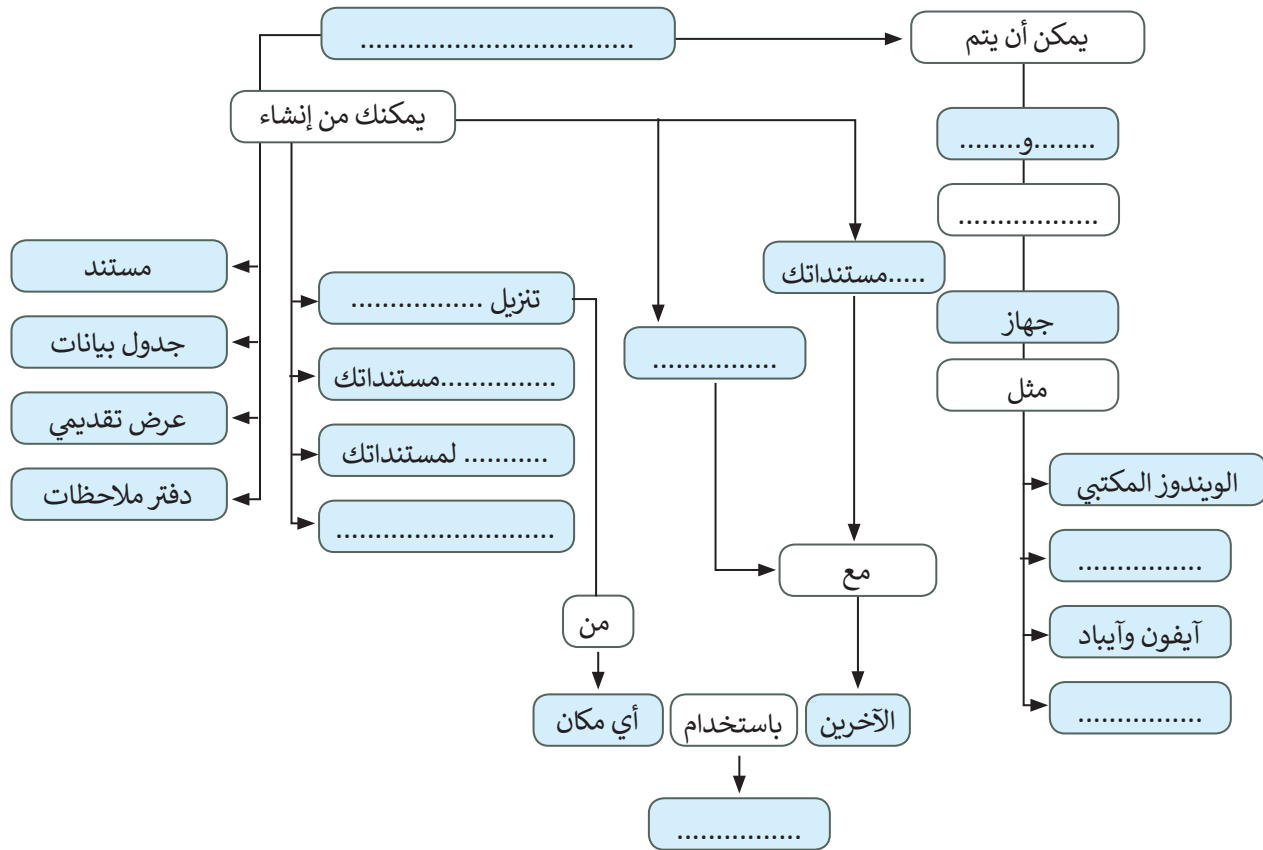 ..................................
يمكن أن يتم
يمكنك من إنشاء
........و........
..................
مستند
جدول بيانات
عرض تقديمي
دفتر ملاحظات
تنزيل .................
...............مستنداتك
........... لمستنداتك
............................
.....مستنداتك
................
جهاز
مثل
الويندوز المكتبي
................
آيفون وآيباد
................
مع
من
الآخرين
باستخدام
أي مكان
................